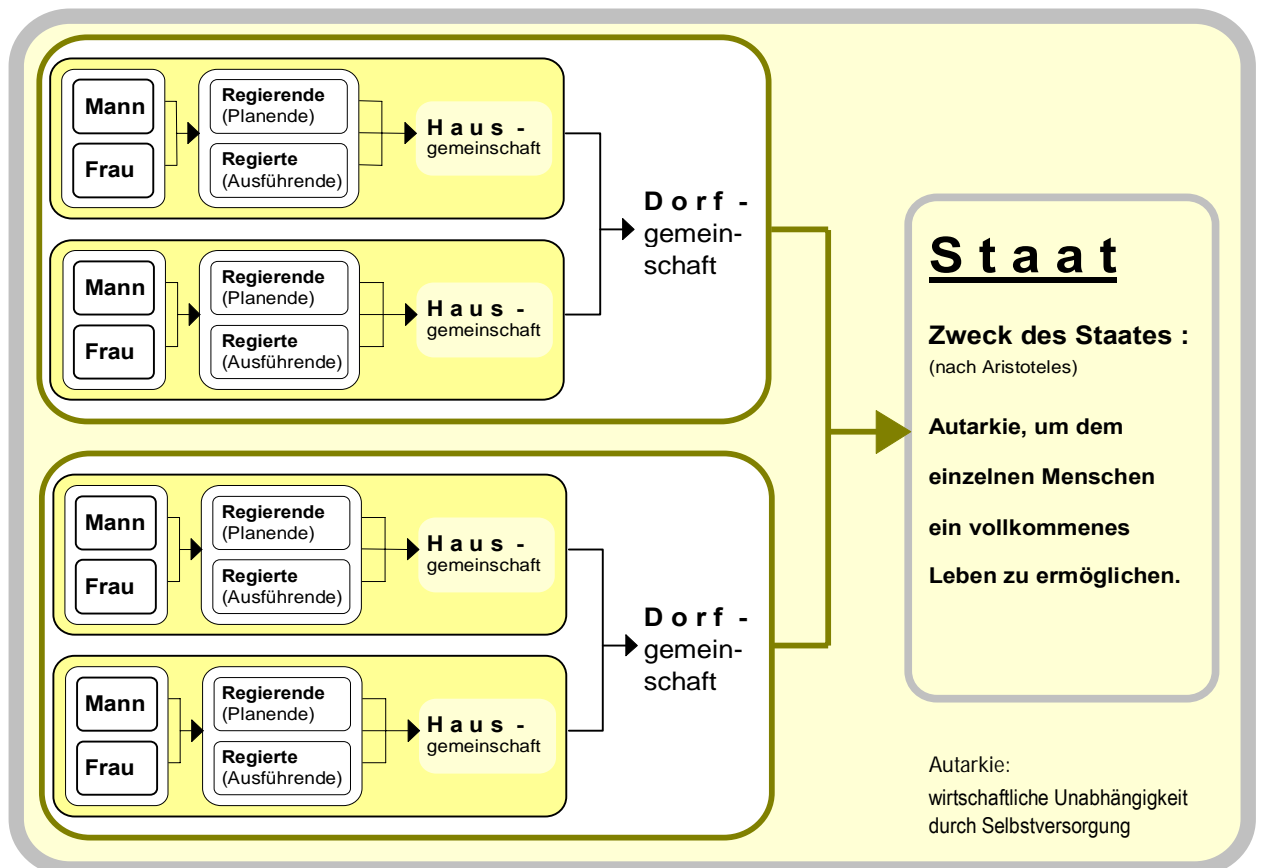 Mann
Frau
Regierende
(Planende)
Regierte
(Ausführende)
Haus-
gemeinschaft
Mann
Frau
Regierende
(Planende)
Regierte
(Ausführende)
Haus-
gemeinschaft
Dorf-
gemein-
schaft
Mann
Frau
Regierende
(Planende)
Regierte
(Ausführende)
Haus-
gemeinschaft
Mann
Frau
Regierende
(Planende)
Regierte
(Ausführende)
Haus-
gemeinschaft
Dorf-
gemein-
schaft
Staat
Zweck des Staates :
(nach Aristoteles)
Autarkie, um dem
einzelnen Menschen
ein vollkommenes
Leben zu ermöglichen.
Autarkie:
wirtschaftliche Unabhängigkeit
durch Selbstversorgung